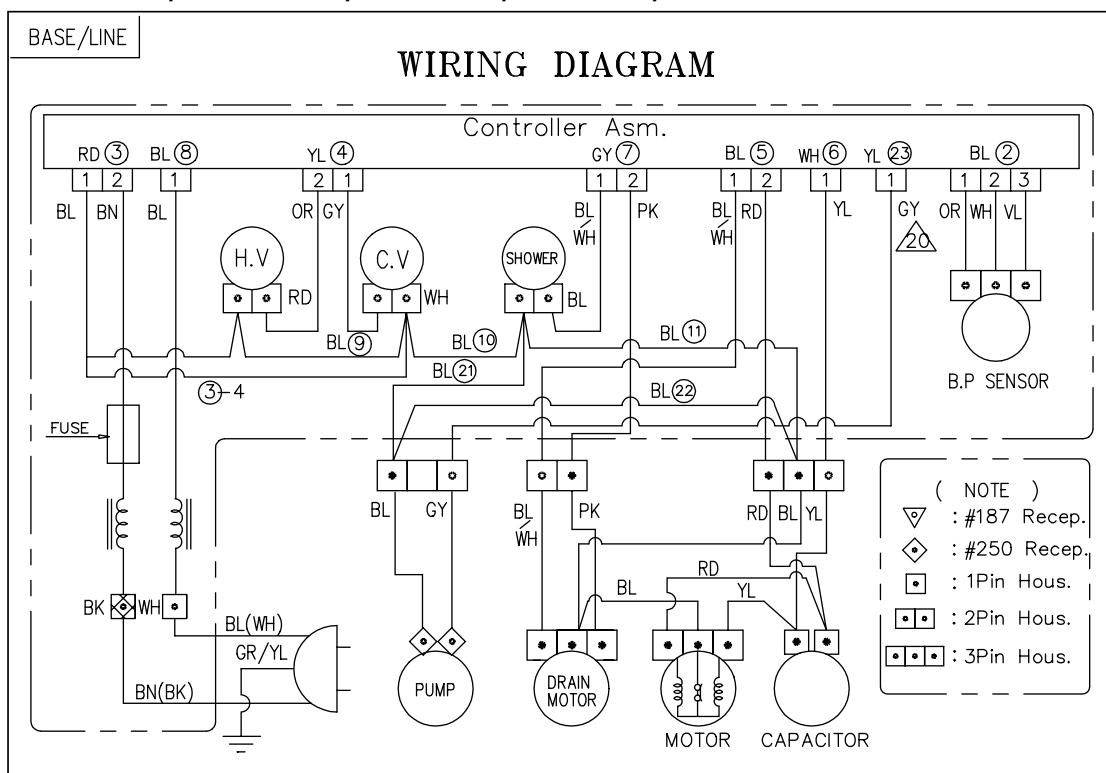 BASE/LINE
WIRING DIAGRAM
Controller Asm.
RD ③ BL ⑧ YL ④ GY ⑦ BL ⑤ WH ⑥ YL ㉓ BL ②
1 2 1 2 1 1 2 1 2 1 1 1 2 3
BL BN BL OR GY BL/WH PK BL/WH RD YL GY OR WH VL
20
H.V C.V SHOWER
RD WH BL
BL ⑨ BL ⑩ BL ⑪
BL ㉑
③-4
BL ㉒
B.P SENSOR
FUSE
BL GY BL/WH PK RD BL YL
( NOTE )
: #187 Recep.
: #250 Recep.
: 1Pin Hous.
: 2Pin Hous.
: 3Pin Hous.
BK WH
BL RD YL
BL(WH)
GR/YL
BN(BK)
PUMP
DRAIN
MOTOR
MOTOR CAPACITOR